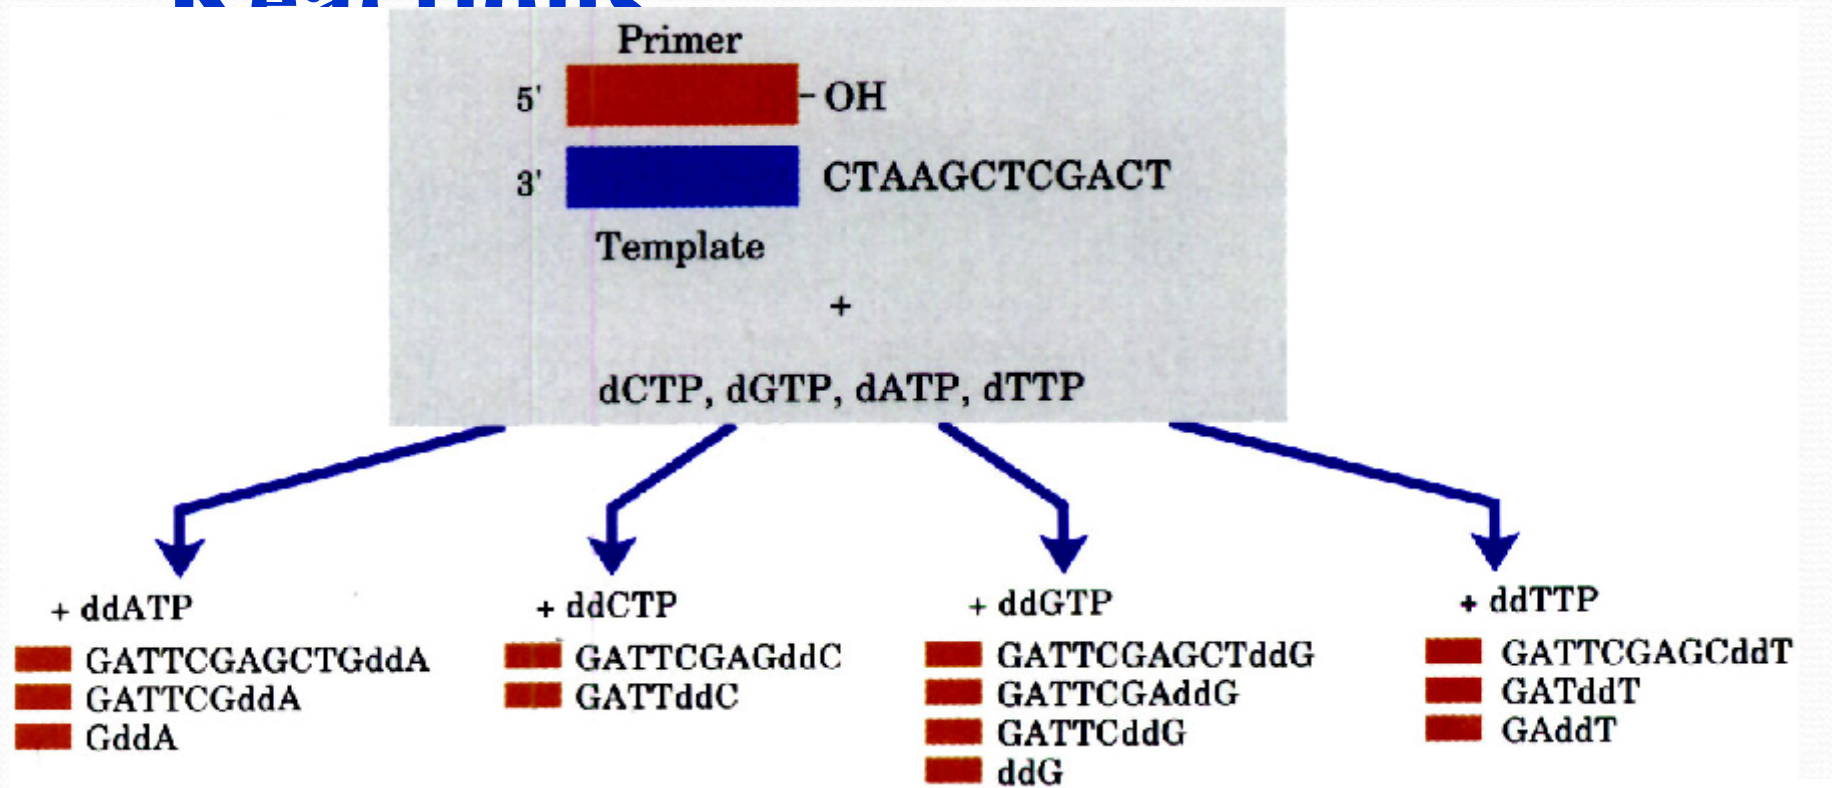 Reactions
Primer
5' -OH
3' CTAAGCTCGACT
Template
+
dCTP, dGTP, dATP, dTTP
+ ddATP
GATTCGAGCTGddA
GATTCGddA
GddA
+ ddCTP
GATTCGAGddC
GATTddC
+ ddGTP
GATTCGAGCTddG
GATTCGAddG
GATTCddG
ddG
+ ddTTP
GATTCGAGCddT
GATddT
GAddT